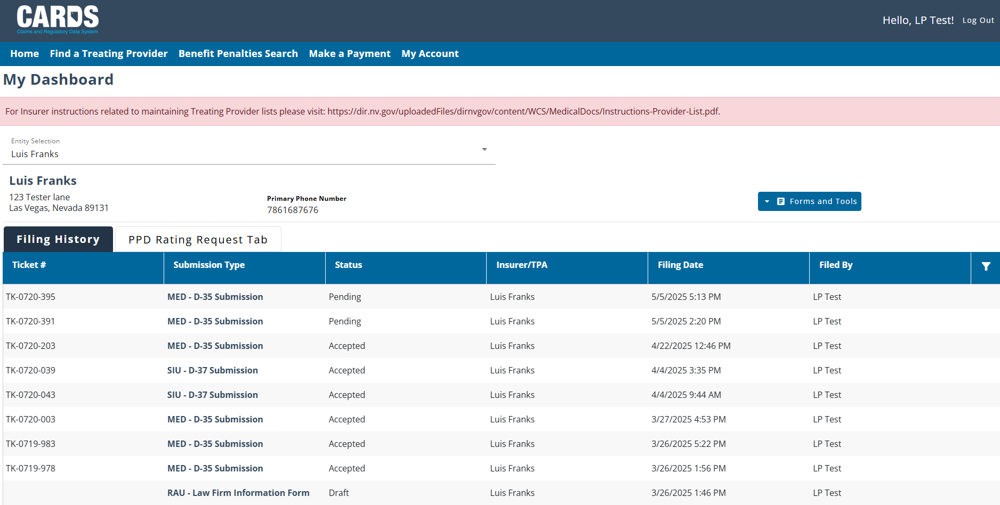 CARDS
Claims and Regulatory Data System
Hello, LP Test! Log Out
Home Find a Treating Provider Benefit Penalties Search Make a Payment My Account
My Dashboard
For Insurer instructions related to maintaining Treating Provider lists please visit: https://dir.nv.gov/uploadedFiles/dirnvgov/content/WCS/MedicalDocs/Instructions-Provider-List.pdf.
Entity Selection
Luis Franks
Luis Franks
123 Tester lane
Las Vegas, Nevada 89131
Primary Phone Number
7861687676
Forms and Tools
Filing History PPD Rating Request Tab
Ticket # Submission Type Status Insurer/TPA Filing Date Filed By
TK-0720-395 MED - D-35 Submission Pending Luis Franks 5/5/2025 5:13 PM LP Test
TK-0720-391 MED - D-35 Submission Pending Luis Franks 5/5/2025 2:20 PM LP Test
TK-0720-203 MED - D-35 Submission Accepted Luis Franks 4/22/2025 12:46 PM LP Test
TK-0720-039 SIU - D-37 Submission Accepted Luis Franks 4/4/2025 3:35 PM LP Test
TK-0720-043 SIU - D-37 Submission Accepted Luis Franks 4/4/2025 9:44 AM LP Test
TK-0720-003 MED - D-35 Submission Accepted Luis Franks 3/27/2025 4:53 PM LP Test
TK-0719-983 MED - D-35 Submission Accepted Luis Franks 3/26/2025 5:22 PM LP Test
TK-0719-978 MED - D-35 Submission Accepted Luis Franks 3/26/2025 1:56 PM LP Test
RAU - Law Firm Information Form Draft Luis Franks 3/26/2025 1:46 PM LP Test